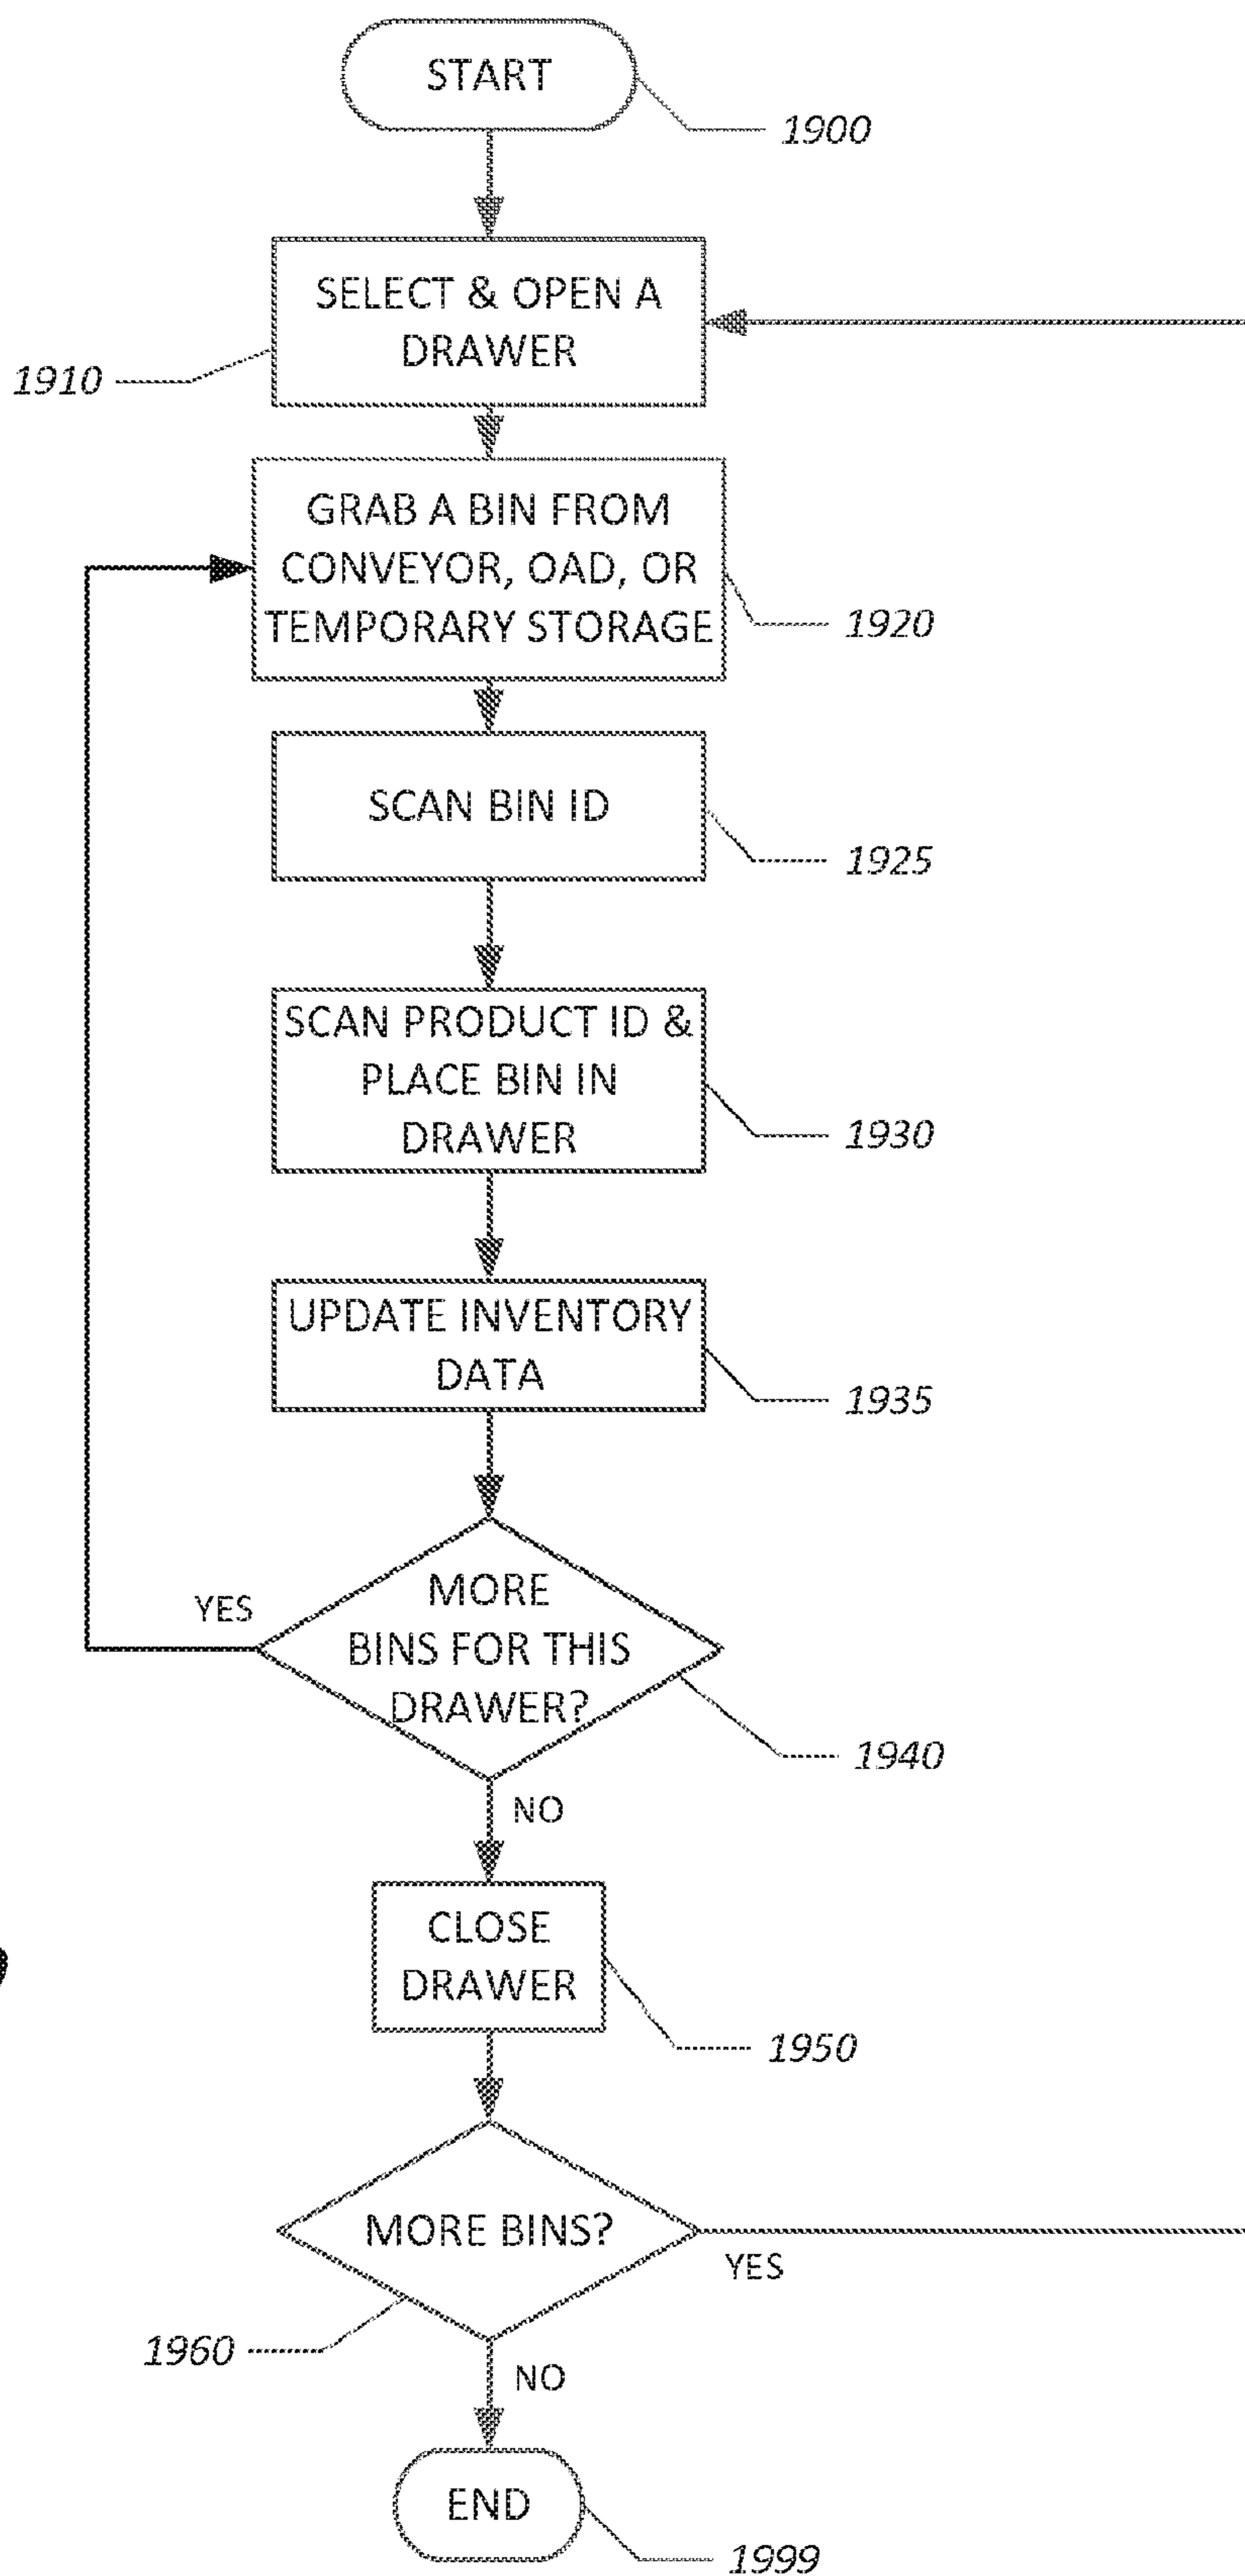 START
1900
SELECT & OPEN A
DRAWER
1910
GRAB A BIN FROM
CONVEYOR, OAD, OR
TEMPORARY STORAGE
1920
SCAN BIN ID
1925
SCAN PRODUCT ID &
PLACE BIN IN
DRAWER
1930
UPDATE INVENTORY
DATA
1935
YES
MORE
BINS FOR THIS
DRAWER?
1940
NO
CLOSE
DRAWER
1950
MORE BINS?
YES
1960
NO
END
1999